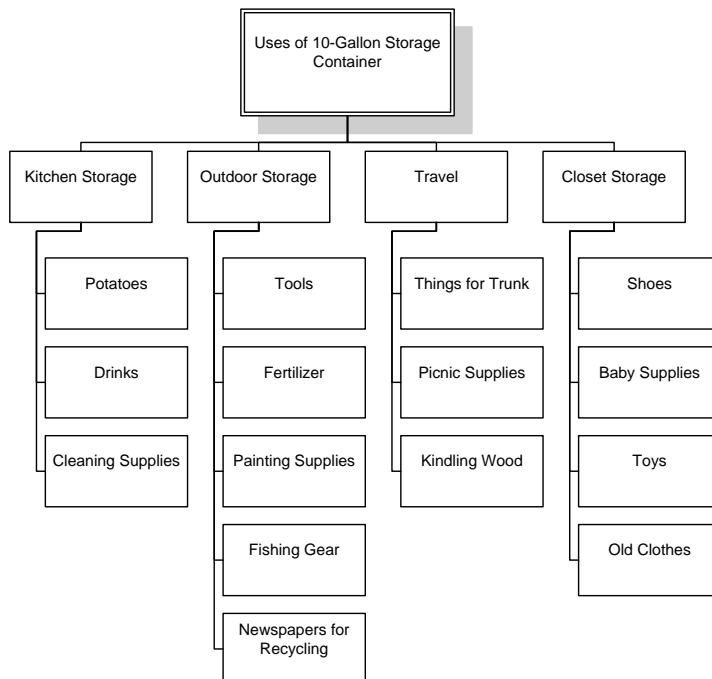 Uses of 10-Gallon Storage
Container
Kitchen Storage
Outdoor Storage
Travel
Closet Storage
Potatoes
Tools
Things for Trunk
Shoes
Drinks
Fertilizer
Picnic Supplies
Baby Supplies
Cleaning Supplies
Painting Supplies
Kindling Wood
Toys
Fishing Gear
Old Clothes
Newspapers for
Recycling